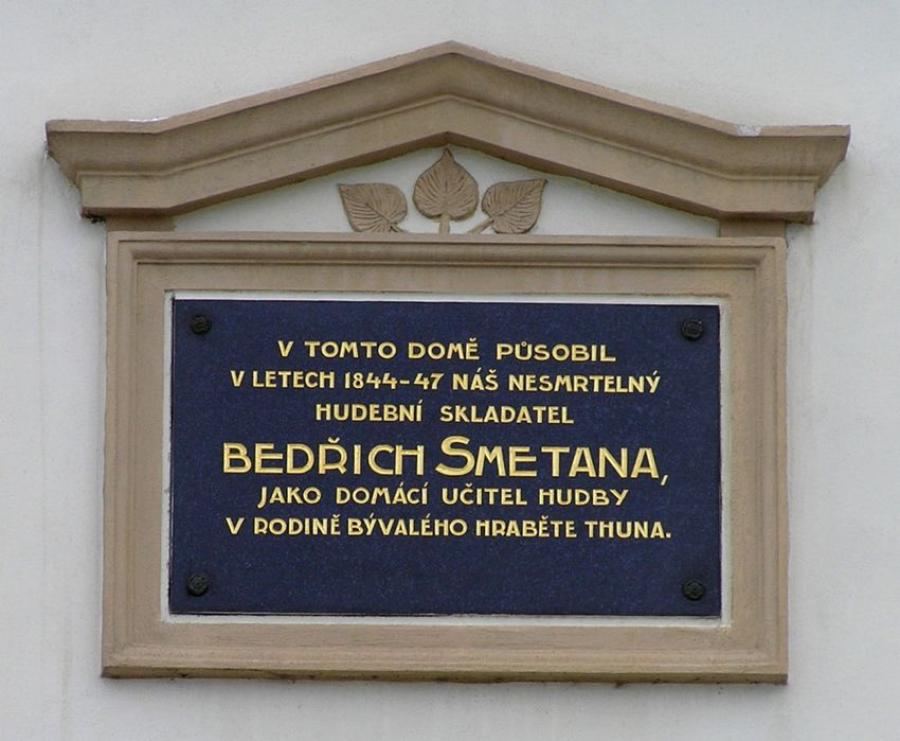 V TOMTO DOMĚ PŮSOBIL
V LETECH 1844-47 NÁŠ NESMRTELNÝ
HUDEBNÍ SKLADATEL
BEDŘICH SMETANA,
JAKO DOMÁCÍ UČITEL HUDBY
V RODINĚ BÝVALÉHO HRABĚTE THUNA.